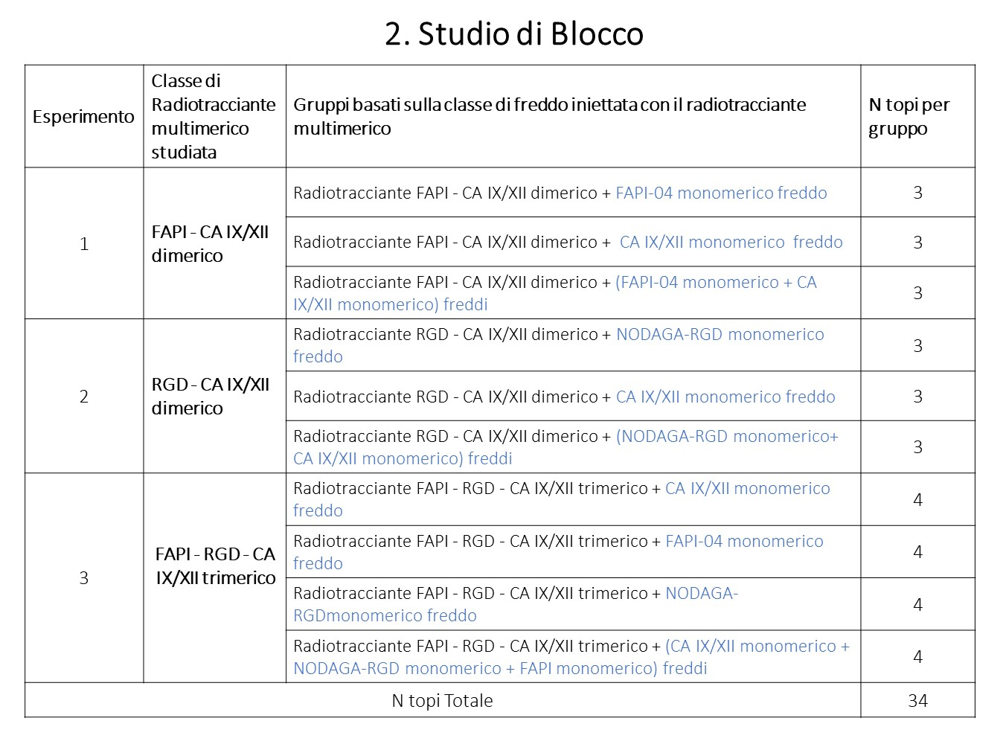 2. Studio di Blocco
Esperimento
Classe di
Radiotracciante
multimerico
studiata
Gruppi basati sulla classe di freddo iniettata con il radiotracciante
multimerico
N topi per
gruppo
1
FAPI - CA IX/XII
dimerico
Radiotracciante FAPI - CA IX/XII dimerico + FAPI-04 monomerico freddo
3
Radiotracciante FAPI - CA IX/XII dimerico + CA IX/XII monomerico freddo
3
Radiotracciante FAPI - CA IX/XII dimerico + (FAPI-04 monomerico + CA
IX/XII monomerico) freddi
3
2
RGD - CA IX/XII
dimerico
Radiotracciante RGD - CA IX/XII dimerico + NODAGA-RGD monomerico
freddo
3
Radiotracciante RGD - CA IX/XII dimerico + CA IX/XII monomerico freddo
3
Radiotracciante RGD - CA IX/XII dimerico + (NODAGA-RGD monomerico+
CA IX/XII monomerico) freddi
3
3
FAPI - RGD - CA
IX/XII trimerico
Radiotracciante FAPI - RGD - CA IX/XII trimerico + CA IX/XII monomerico
freddo
4
Radiotracciante FAPI - RGD - CA IX/XII trimerico + FAPI-04 monomerico
freddo
4
Radiotracciante FAPI - RGD - CA IX/XII trimerico + NODAGA-
RGDmonomerico freddo
4
Radiotracciante FAPI - RGD - CA IX/XII trimerico + (CA IX/XII monomerico +
NODAGA-RGD monomerico + FAPI monomerico) freddi
4
N topi Totale
34